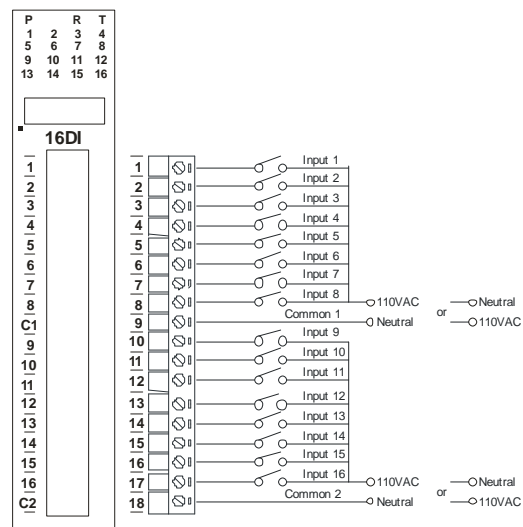 P R T
1 2 3 4
5 6 7 8
9 10 11 12
13 14 15 16
16DI
1
2
3
4
5
6
7
8
C1
9
10
11
12
13
14
15
16
C2
1 Input 1
2 Input 2
3 Input 3
4 Input 4
5 Input 5
6 Input 6
7 Input 7
8 Input 8 110VAC or Neutral
9 Common 1 Neutral 110VAC
10 Input 9
11 Input 10
12 Input 11
13 Input 12
14 Input 13
15 Input 14
16 Input 15
17 Input 16 110VAC or Neutral
18 Common 2 Neutral 110VAC